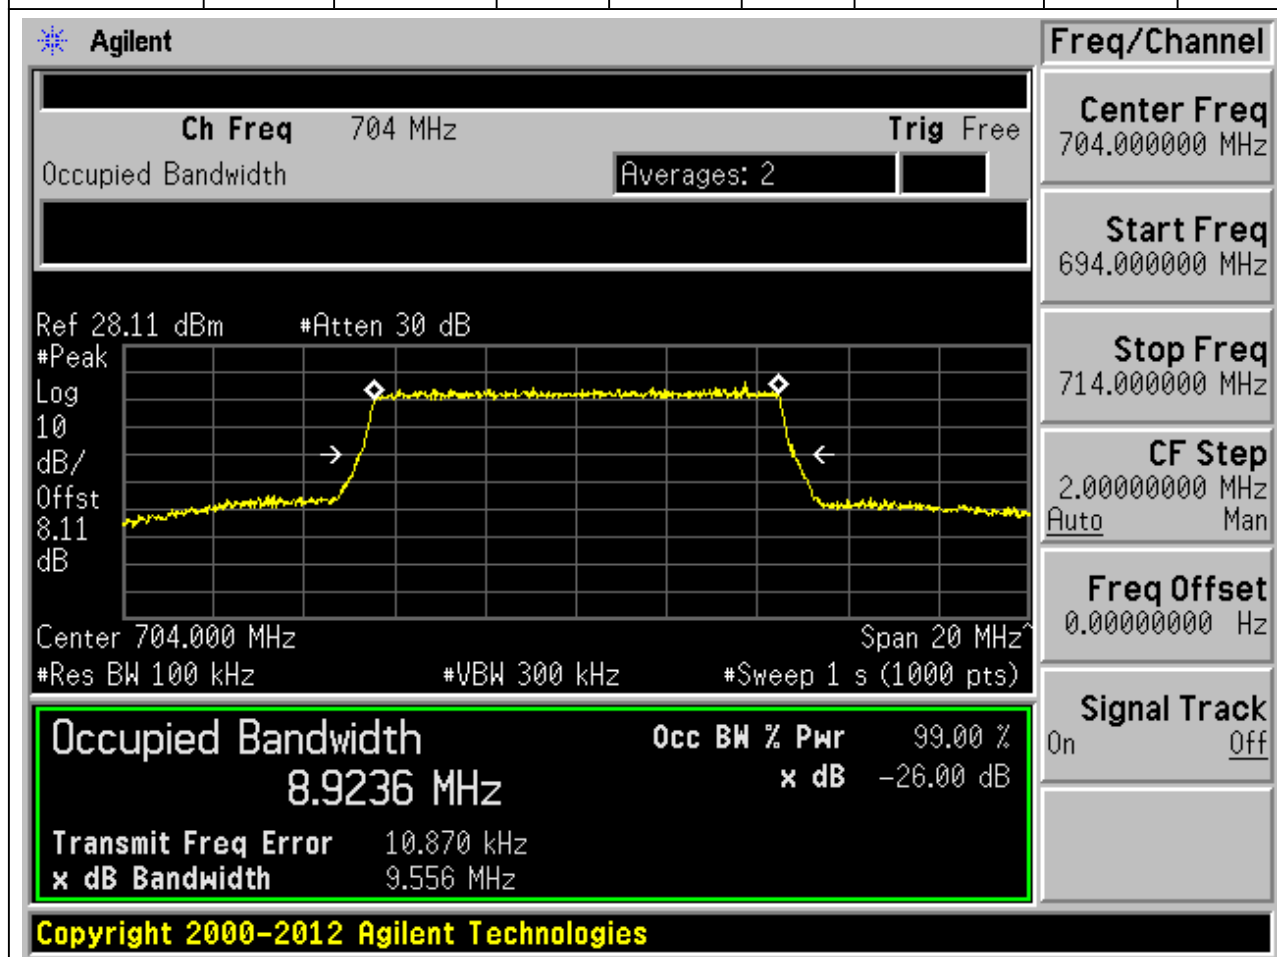 Agilent
Freq/Channel
Ch Freq 704 MHz Trig Free
Occupied Bandwidth Averages: 2
Center Freq
704.000000 MHz
Start Freq
694.000000 MHz
Stop Freq
714.000000 MHz
CF Step
2.00000000 MHz
Auto Man
Freq Offset
0.00000000 Hz
Signal Track
On Off
Ref 28.11 dBm #Atten 30 dB
#Peak
Log
10
dB/
Offst
8.11
dB
Center 704.000 MHz Span 20 MHz^
#Res BW 100 kHz #VBW 300 kHz #Sweep 1 s (1000 pts)
Occupied Bandwidth Occ BW % Pwr 99.00 %
8.9236 MHz x dB -26.00 dB
Transmit Freq Error 10.870 kHz
x dB Bandwidth 9.556 MHz
Copyright 2000-2012 Agilent Technologies